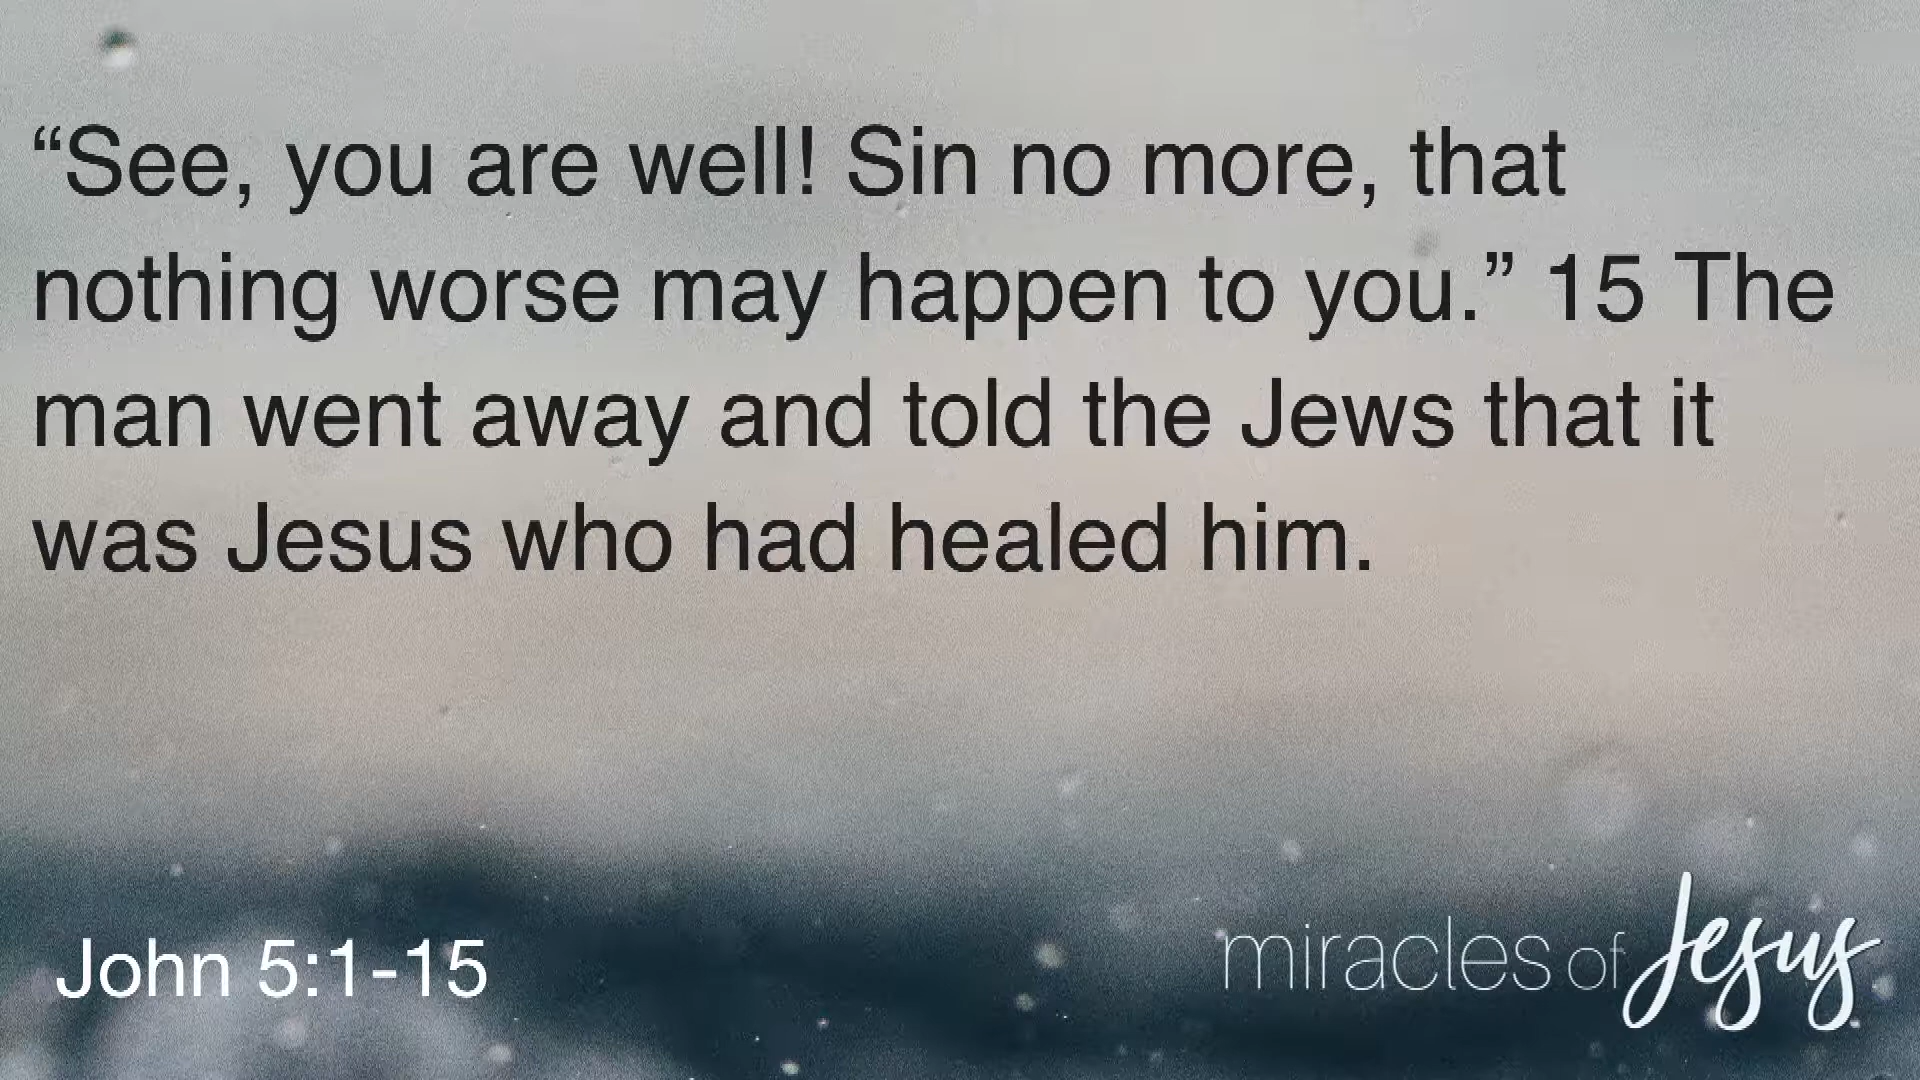 “See, you are well! Sin no more, that
nothing worse may happen to you.” 15 The
man went away and told the Jews that it
was Jesus who had healed him.
John 5:1-15
miracles of Jesus